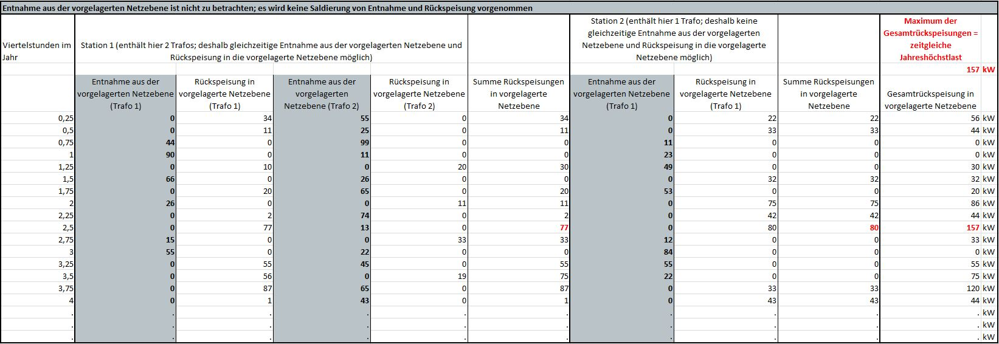 Entnahme aus der vorgelagerten Netzebene ist nicht zu betrachten; es wird keine Saldierung von Entnahme und Rückspeisung vorgenommen
Viertelstunden im
Jahr
Station 1 (enthält hier 2 Trafos; deshalb gleichzeitige Entnahme aus der vorgelagerten Netzebene und
Rückspeisung in die vorgelagerte Netzebene möglich)
Station 2 (enthält hier 1 Trafo; deshalb keine
gleichzeitige Entnahme aus der vorgelagerten
Netzebene und Rückspeisung in die vorgelagerte
Netzebene möglich)
Maximum der
Gesamtrückspeisungen =
zeitgleiche
Jahreshöchstlast
157 kW
Entnahme aus der
vorgelagerten Netzebene
(Trafo 1)
Rückspeisung in
vorgelagerte Netzebene
(Trafo 1)
Entnahme aus der
vorgelagerten
Netzebene (Trafo 2)
Rückspeisung in
vorgelagerte Netzebene
(Trafo 2)
Summe Rückspeisungen
in vorgelagerte
Netzebene
Entnahme aus der
vorgelagerten Netzebene
(Trafo 1)
Rückspeisung in
vorgelagerte Netzebene
(Trafo 1)
Summe Rückspeisungen
in vorgelagerte
Netzebene
Gesamtrückspeisung in
vorgelagerte Netzebene
0,25 0 34 55 0 34 0 22 22 56 kW
0,5 0 11 25 0 11 0 33 33 44 kW
0,75 44 0 99 0 0 11 0 0 0 kW
1 90 0 11 0 0 23 0 0 0 kW
1,25 0 10 0 20 30 49 0 0 30 kW
1,5 66 0 26 0 0 0 32 32 32 kW
1,75 0 20 65 0 20 53 0 0 20 kW
2 26 0 0 11 11 0 75 75 86 kW
2,25 0 2 74 0 2 0 42 42 44 kW
2,5 0 77 13 0 77 0 80 80 157 kW
2,75 15 0 0 33 33 12 0 0 33 kW
3 55 0 22 0 0 84 0 0 0 kW
3,25 0 55 45 0 55 55 0 0 55 kW
3,5 0 56 0 19 75 22 0 0 75 kW
3,75 0 87 65 0 87 0 33 33 120 kW
4 0 1 43 0 1 0 43 43 44 kW
. . . . . . . . . . kW
. . . . . . . . . . kW
. . . . . . . . . . kW